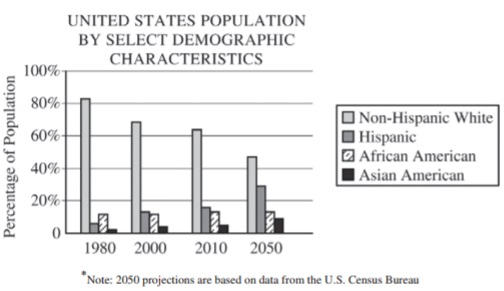 UNITED STATES POPULATION
BY SELECT DEMOGRAPHIC
CHARACTERISTICS
Percentage of Population
100%
80%
60%
40%
20%
0
1980
2000
2010
2050
Non-Hispanic White
Hispanic
African American
Asian American
*Note: 2050 projections are based on data from the U.S. Census Bureau